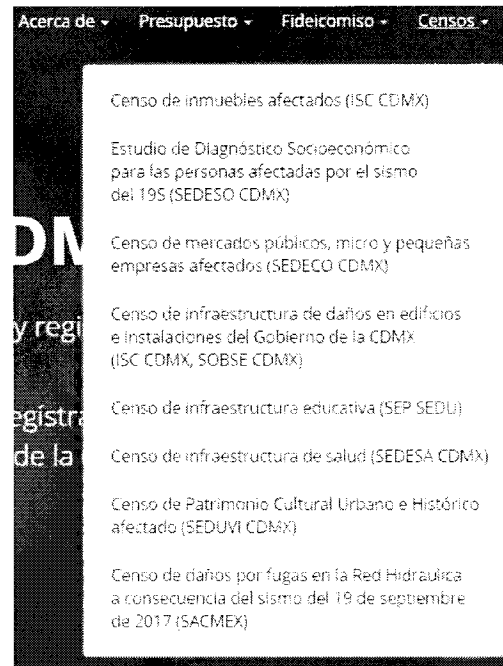 Acerca de Presupuesto Fideicomiso Censos
Censo de inmuebles afectados (ISC CDMX)
Estudio de Diagnóstico Socioeconómico
para las personas afectadas por el sismo
del 19S (SEDESO CDMX)
Censo de mercados públicos, micro y pequeñas
empresas afectados (SEDECO CDMX)
Censo de infraestructura de daños en edificios
e instalaciones del Gobierno de la CDMX
(ISC CDMX, SOBSE CDMX)
Censo de infraestructura educativa (SEP SEDU)
Censo de infraestructura de salud (SEDESA CDMX)
Censo de Patrimonio Cultural Urbano e Histórico
afectado (SEDUVI CDMX)
Censo de daños por fugas en la Red Hidraulica
a consecuencia del sismo del 19 de septiembre
de 2017 (SACMEX)
y
de la